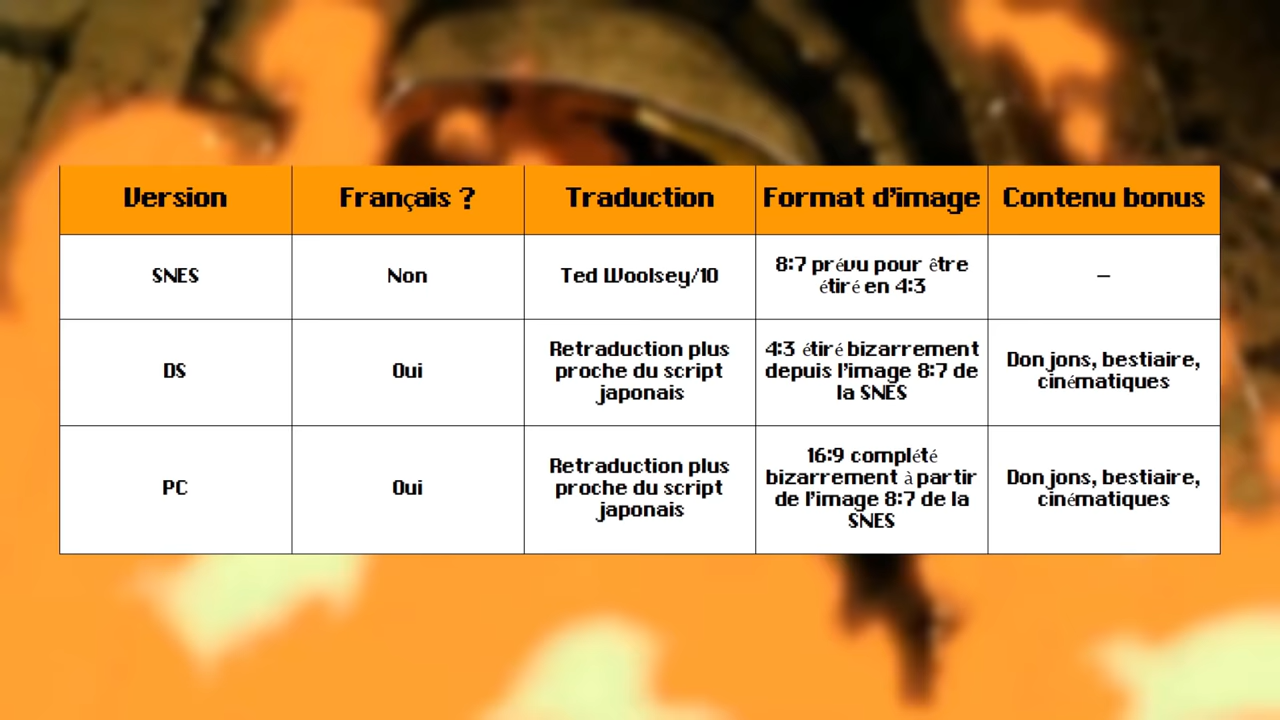 Version
Français ?
Traduction
Format d’image
Contenu bonus
SNES
Non
Ted Woolsey/10
8:7 prévu pour être
étiré en 4:3
—
DS
Oui
Retraduction plus
proche du script
japonais
4:3 étiré bizarrement
depuis l’image 8:7 de
la SNES
Donjons, bestiaire,
cinématiques
PC
Oui
Retraduction plus
proche du script
japonais
16:9 complété
bizarrement à partir
de l’image 8:7 de la
SNES
Donjons, bestiaire,
cinématiques